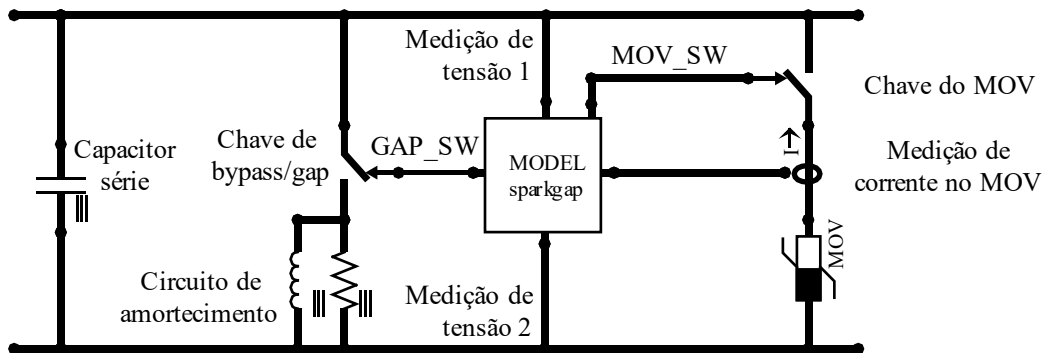 Medição de
tensão 1
MOV_SW
Chave do MOV
Capacitor
série
Chave de
bypass/gap
GAP_SW
MODEL
sparkgap
I
Medição de
corrente no MOV
MOV
Circuito de
amortecimento
Medição de
tensão 2